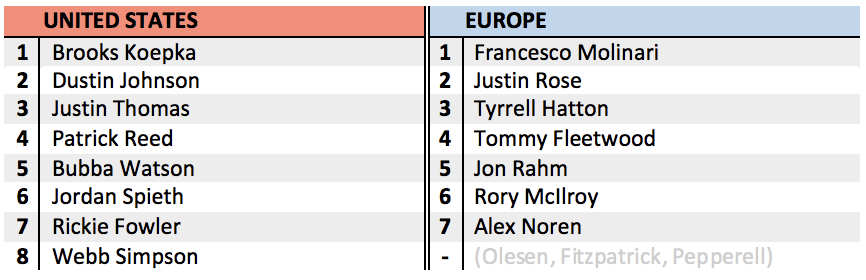 UNITED STATES EUROPE
1 Brooks Koepka 1 Francesco Molinari
2 Dustin Johnson 2 Justin Rose
3 Justin Thomas 3 Tyrrell Hatton
4 Patrick Reed 4 Tommy Fleetwood
5 Bubba Watson 5 Jon Rahm
6 Jordan Spieth 6 Rory McIlroy
7 Rickie Fowler 7 Alex Noren
8 Webb Simpson - (Olesen, Fitzpatrick, Pepperell)